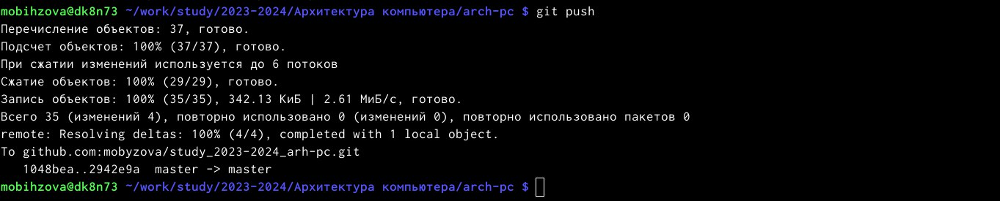 mobihzova@dk8n73 ~/work/study/2023-2024/Архитектура компьютера/arch-pc $ git push
Перечисление объектов: 37, готово.
Подсчет объектов: 100% (37/37), готово.
При сжатии изменений используется до 6 потоков
Сжатие объектов: 100% (29/29), готово.
Запись объектов: 100% (35/35), 342.13 КиБ | 2.61 МиБ/с, готово.
Всего 35 (изменений 4), повторно использовано 0 (изменений 0), повторно использовано пакетов 0
remote: Resolving deltas: 100% (4/4), completed with 1 local object.
To github.com:mobyzova/study_2023-2024_arh-pc.git
   1048bea..2942e9a  master -> master
mobihzova@dk8n73 ~/work/study/2023-2024/Архитектура компьютера/arch-pc $